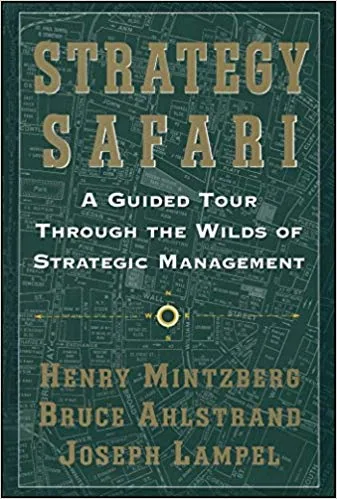 STRATEGY
SAFARI
A GUIDED TOUR
THROUGH THE WILDS OF
STRATEGIC MANAGEMENT
N
W E
S
HENRY MINTZBERG
BRUCE AHLSTRAND
JOSEPH LAMPEL